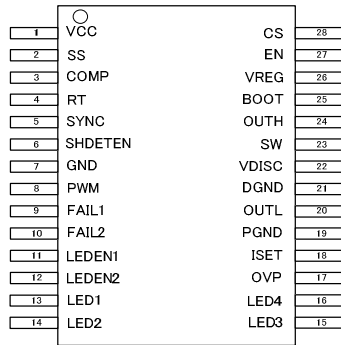 1 VCC CS 28
2 SS EN 27
3 COMP VREG 26
4 RT BOOT 25
5 SYNC OUTH 24
6 SHDETEN SW 23
7 GND VDISC 22
8 PWM DGND 21
9 FAIL1 OUTL 20
10 FAIL2 PGND 19
11 LEDEN1 ISET 18
12 LEDEN2 OVP 17
13 LED1 LED4 16
14 LED2 LED3 15